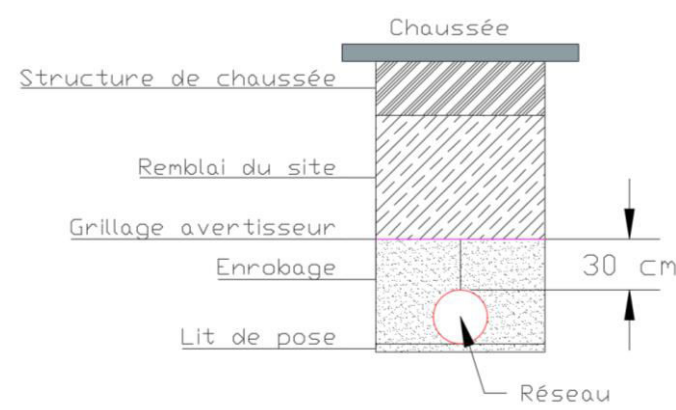 Chaussée
Structure de chaussée
Remblai du site
Grillage avertisseur
Enrobage
30 cm
Lit de pose
Réseau